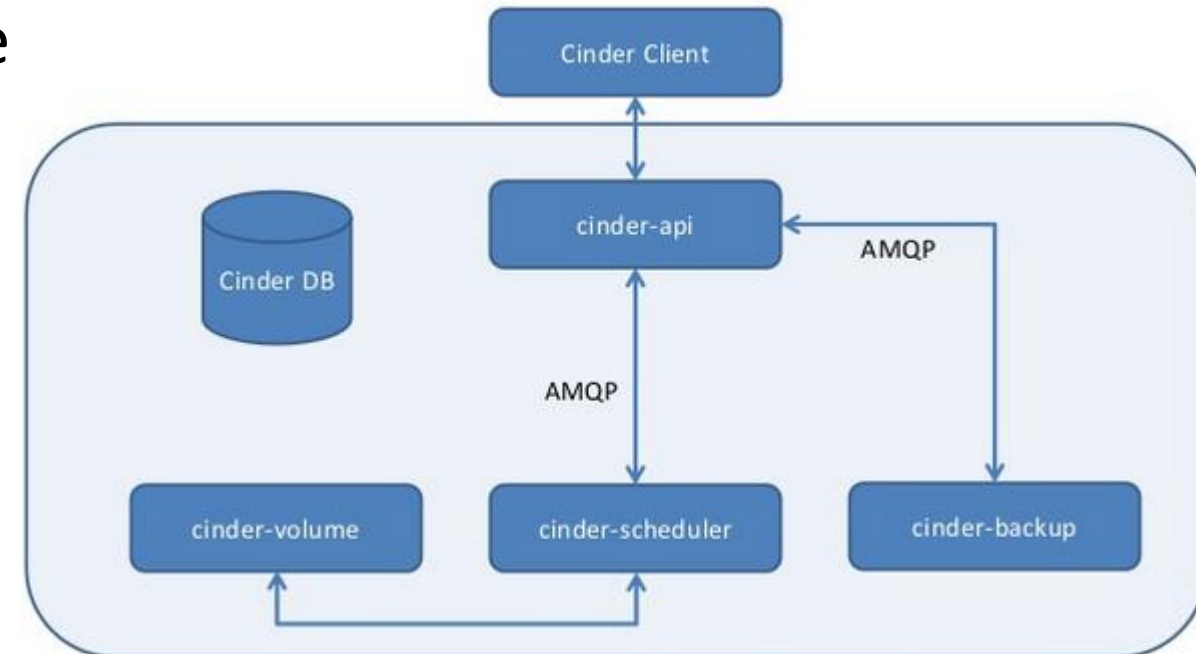 e
Cinder Client
cinder-api
AMQP
Cinder DB
AMQP
cinder-volume
cinder-scheduler
cinder-backup